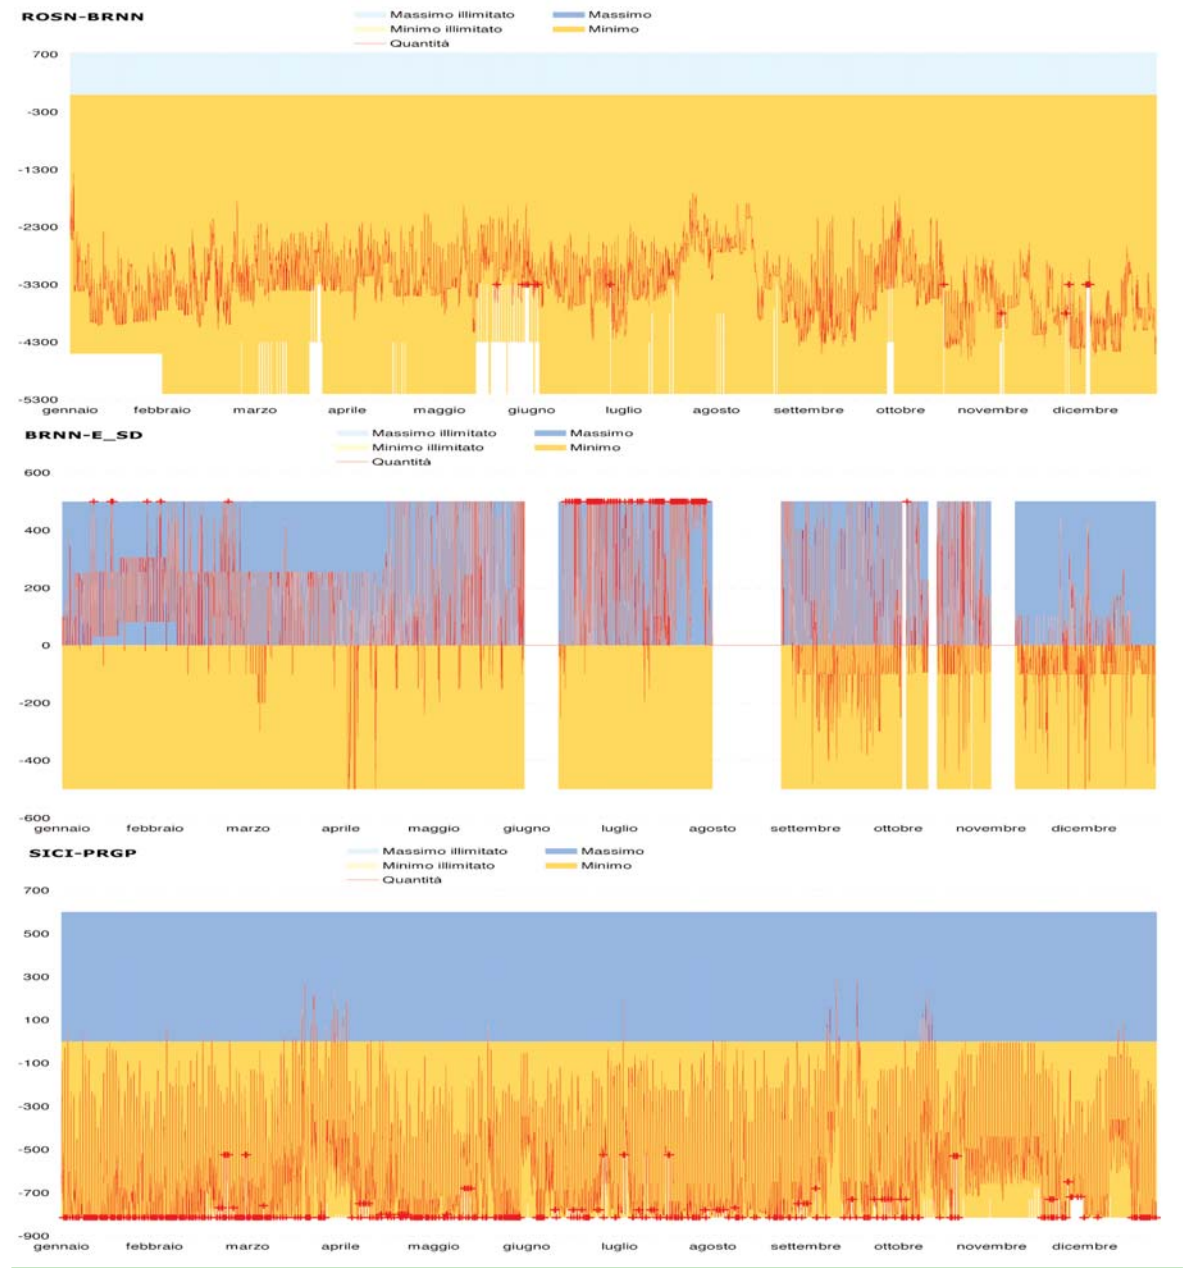 ROSN-BRNN
Massimo illimitato Massimo
Minimo illimitato Minimo
Quantità
700
-300
-1300
-2300
-3300
-4300
-5300
gennaio febbraio marzo aprile maggio giugno luglio agosto settembre ottobre novembre dicembre
BRNN-E_SD
Massimo illimitato Massimo
Minimo illimitato Minimo
Quantità
600
400
200
0
-200
-400
-600
gennaio febbraio marzo aprile maggio giugno luglio agosto settembre ottobre novembre dicembre
SICI-PRGP
Massimo illimitato Massimo
Minimo illimitato Minimo
Quantità
700
500
300
100
-100
-300
-500
-700
-900
gennaio febbraio marzo aprile maggio giugno luglio agosto settembre ottobre novembre dicembre